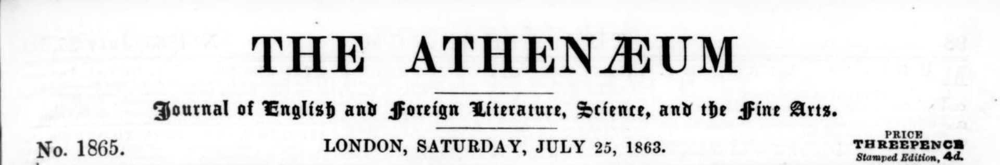 THE ATHENÆUM
Journal of English and Foreign Literature, Science, and the Fine Arts.
No. 1865.
LONDON, SATURDAY, JULY 25, 1863.
PRICE
THREEPENCE
Stamped Edition, 4d.